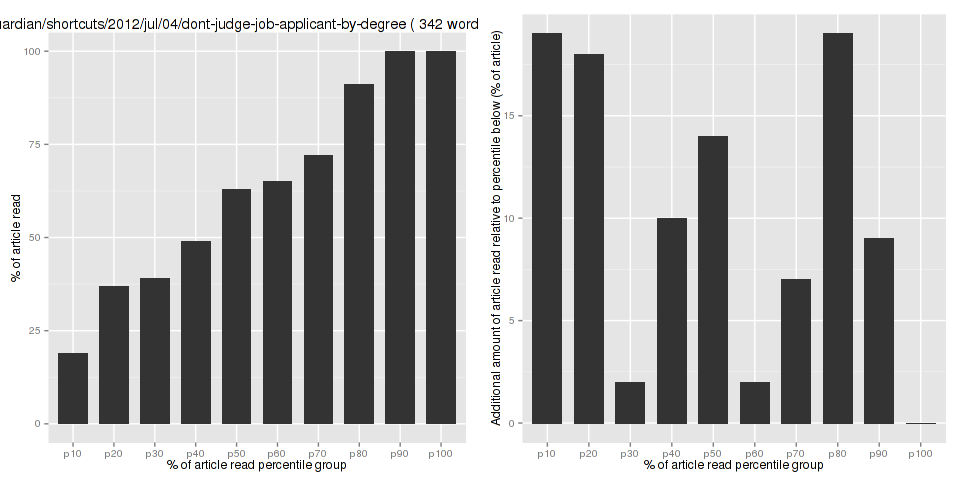 ardian/shortcuts/2012/jul/04/dont-judge-job-applicant-by-degree ( 342 word
% of article read
100
75
50
25
0
p10 p20 p30 p40 p50 p60 p70 p80 p90 p100
% of article read percentile group
Additional amount of article read relative to percentile below (% of article)
15
10
5
0
p10 p20 p30 p40 p50 p60 p70 p80 p90 p100
% of article read percentile group